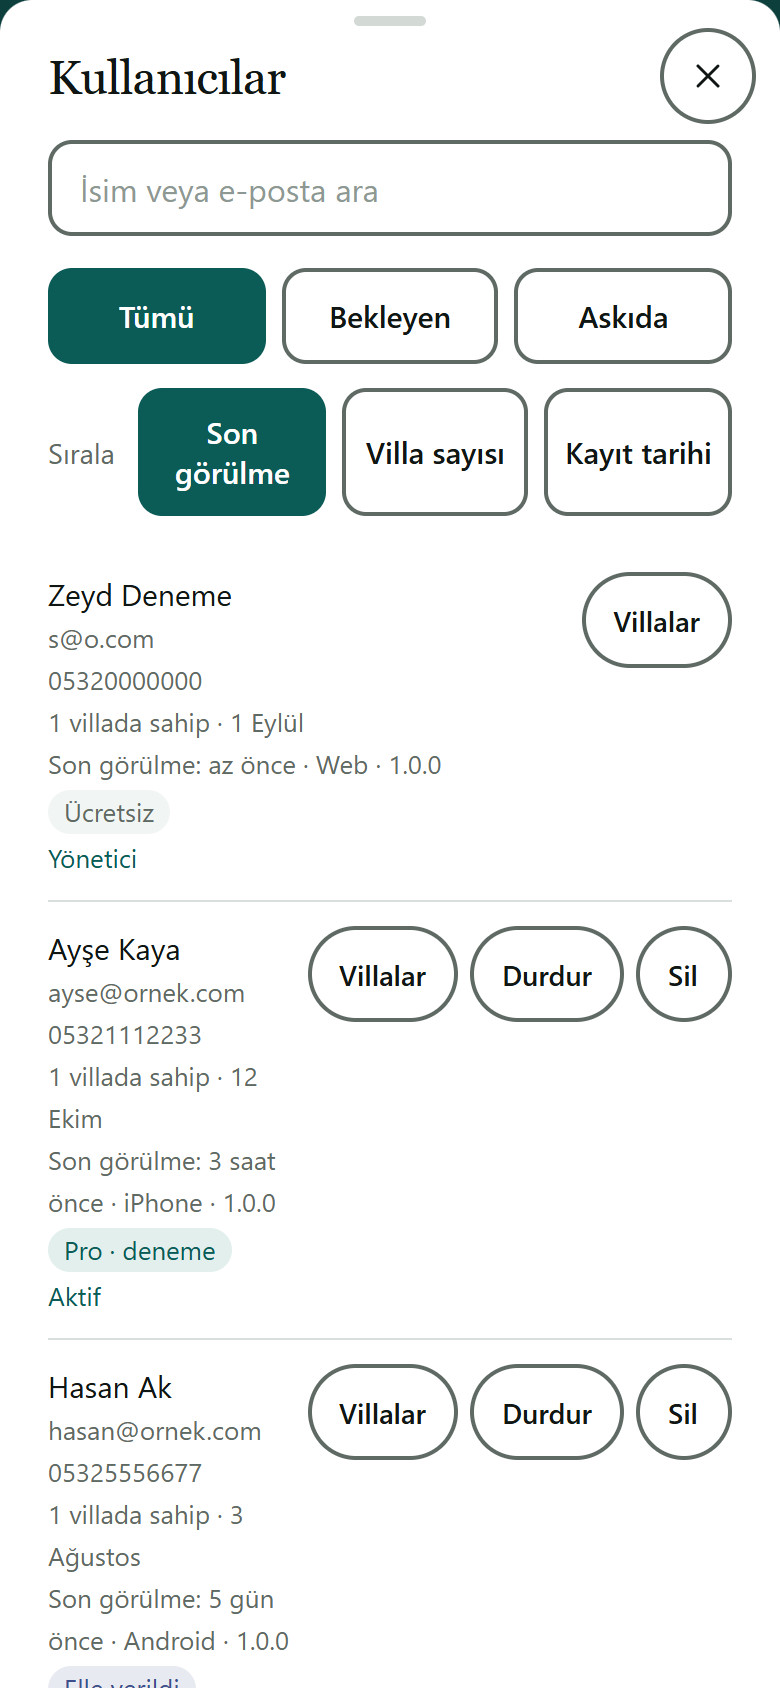 Kullanıcılar
İsim veya e-posta ara
Tümü
Bekleyen
Askıda
Sırala
Son
görülme
Villa sayısı
Kayıt tarihi
Zeyd Deneme
Villalar
s@o.com
05320000000
1 villada sahip · 1 Eylül
Son görülme: az önce · Web · 1.0.0
Ücretsiz
Yönetici
Ayşe Kaya
Villalar
Durdur
Sil
ayse@ornek.com
05321112233
1 villada sahip · 12
Ekim
Son görülme: 3 saat
önce · iPhone · 1.0.0
Pro · deneme
Aktif
Hasan Ak
Villalar
Durdur
Sil
hasan@ornek.com
05325556677
1 villada sahip · 3
Ağustos
Son görülme: 5 gün
önce · Android · 1.0.0
Elle verildi